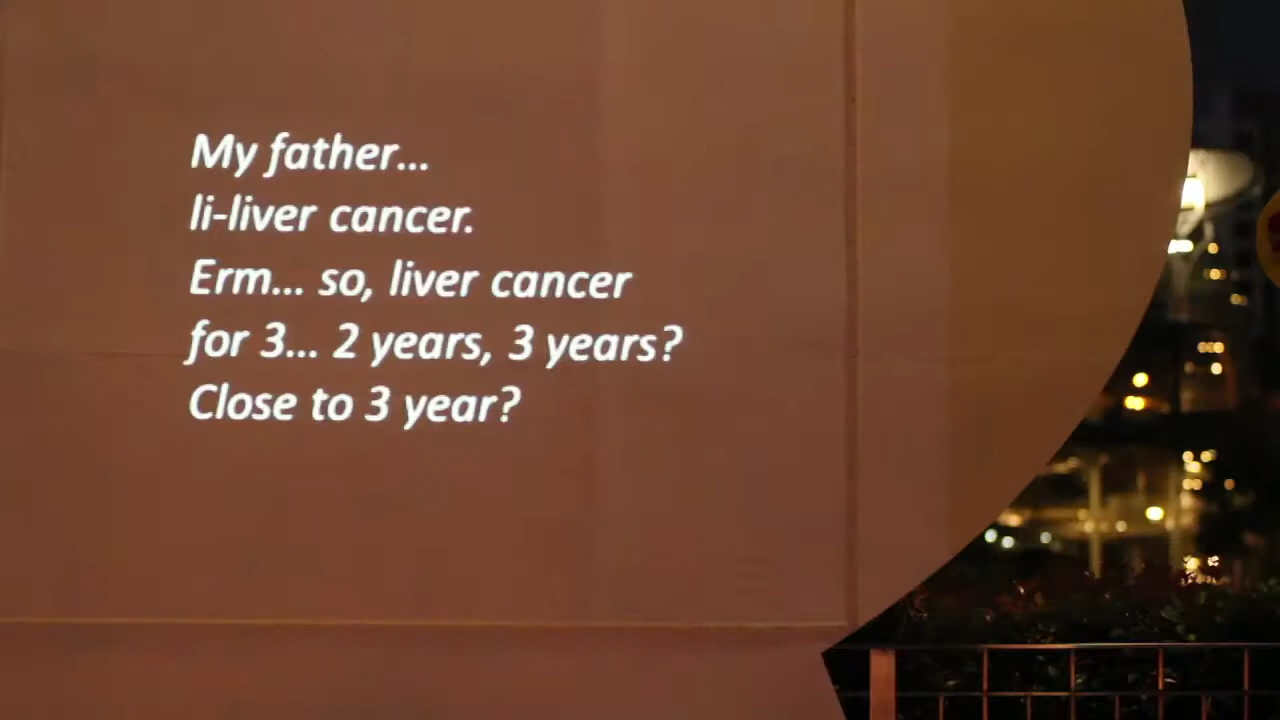 My father...
li-liver cancer.
Erm... so, liver cancer
for 3... 2 years, 3 years?
Close to 3 year?